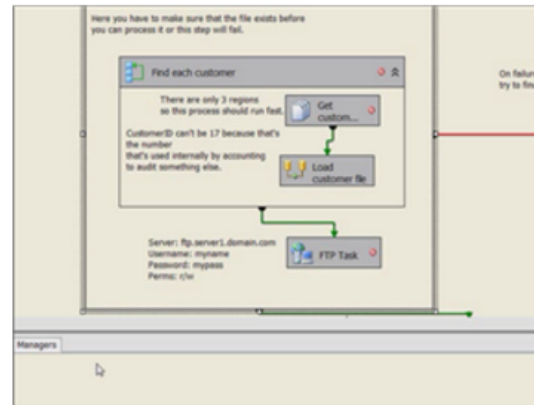 Here you have to make sure that the file exists before
you can process it or this step will fail.
Find each customer
There are only 3 regions
so this process should run fast.
Get
custom...
CustomerID can't be 17 because that's
the number
that's used internally by accounting
to audit something else.
Load
customer file
On failur
try to fin
Server: ftp.server1.domain.com
Username: myname
Password: mypass
Perms: r/w
FTP Task
Managers